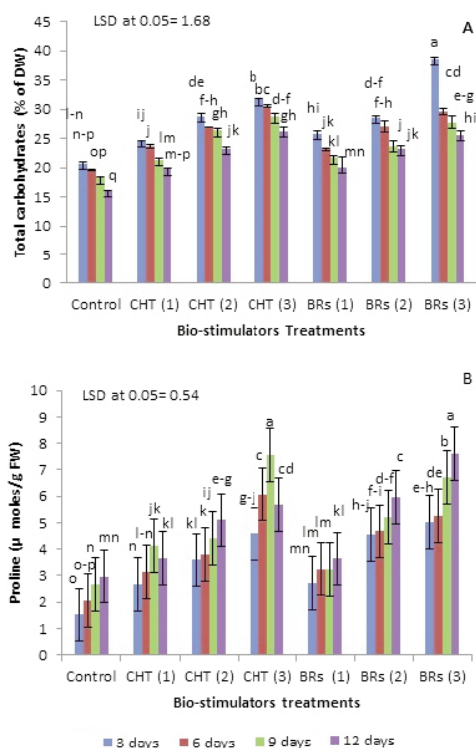 LSD at 0.05= 1.68
A
Total carbohydrates (% of DW)
45
40
35
30
25
20
15
10
5
0
l-n
n-p
op
q
ij
j
lm
m-p
de
f-h
gh
jk
b
bc
d-f
gh
hi
jk
kl
mn
d-f
f-h
j
jk
a
cd
e-g
hi
Control CHT (1) CHT (2) CHT (3) BRs (1) BRs (2) BRs (3)
Bio-stimulators Treatments
B
LSD at 0.05= 0.54
Proline (µ moles/g FW)
10
9
8
7
6
5
4
3
2
1
0
o
o-p
n
mn
n
l-n
jk
kl
lm
k
ij
e-g
g-j
c
a
cd
mn
lm
lm
kl
h-j
f-i
d-f
c
e-h
de
b
a
Control CHT (1) CHT (2) CHT (3) BRs (1) BRs (2) BRs (3)
Bio-stimulators treatments
3 days 6 days 9 days 12 days